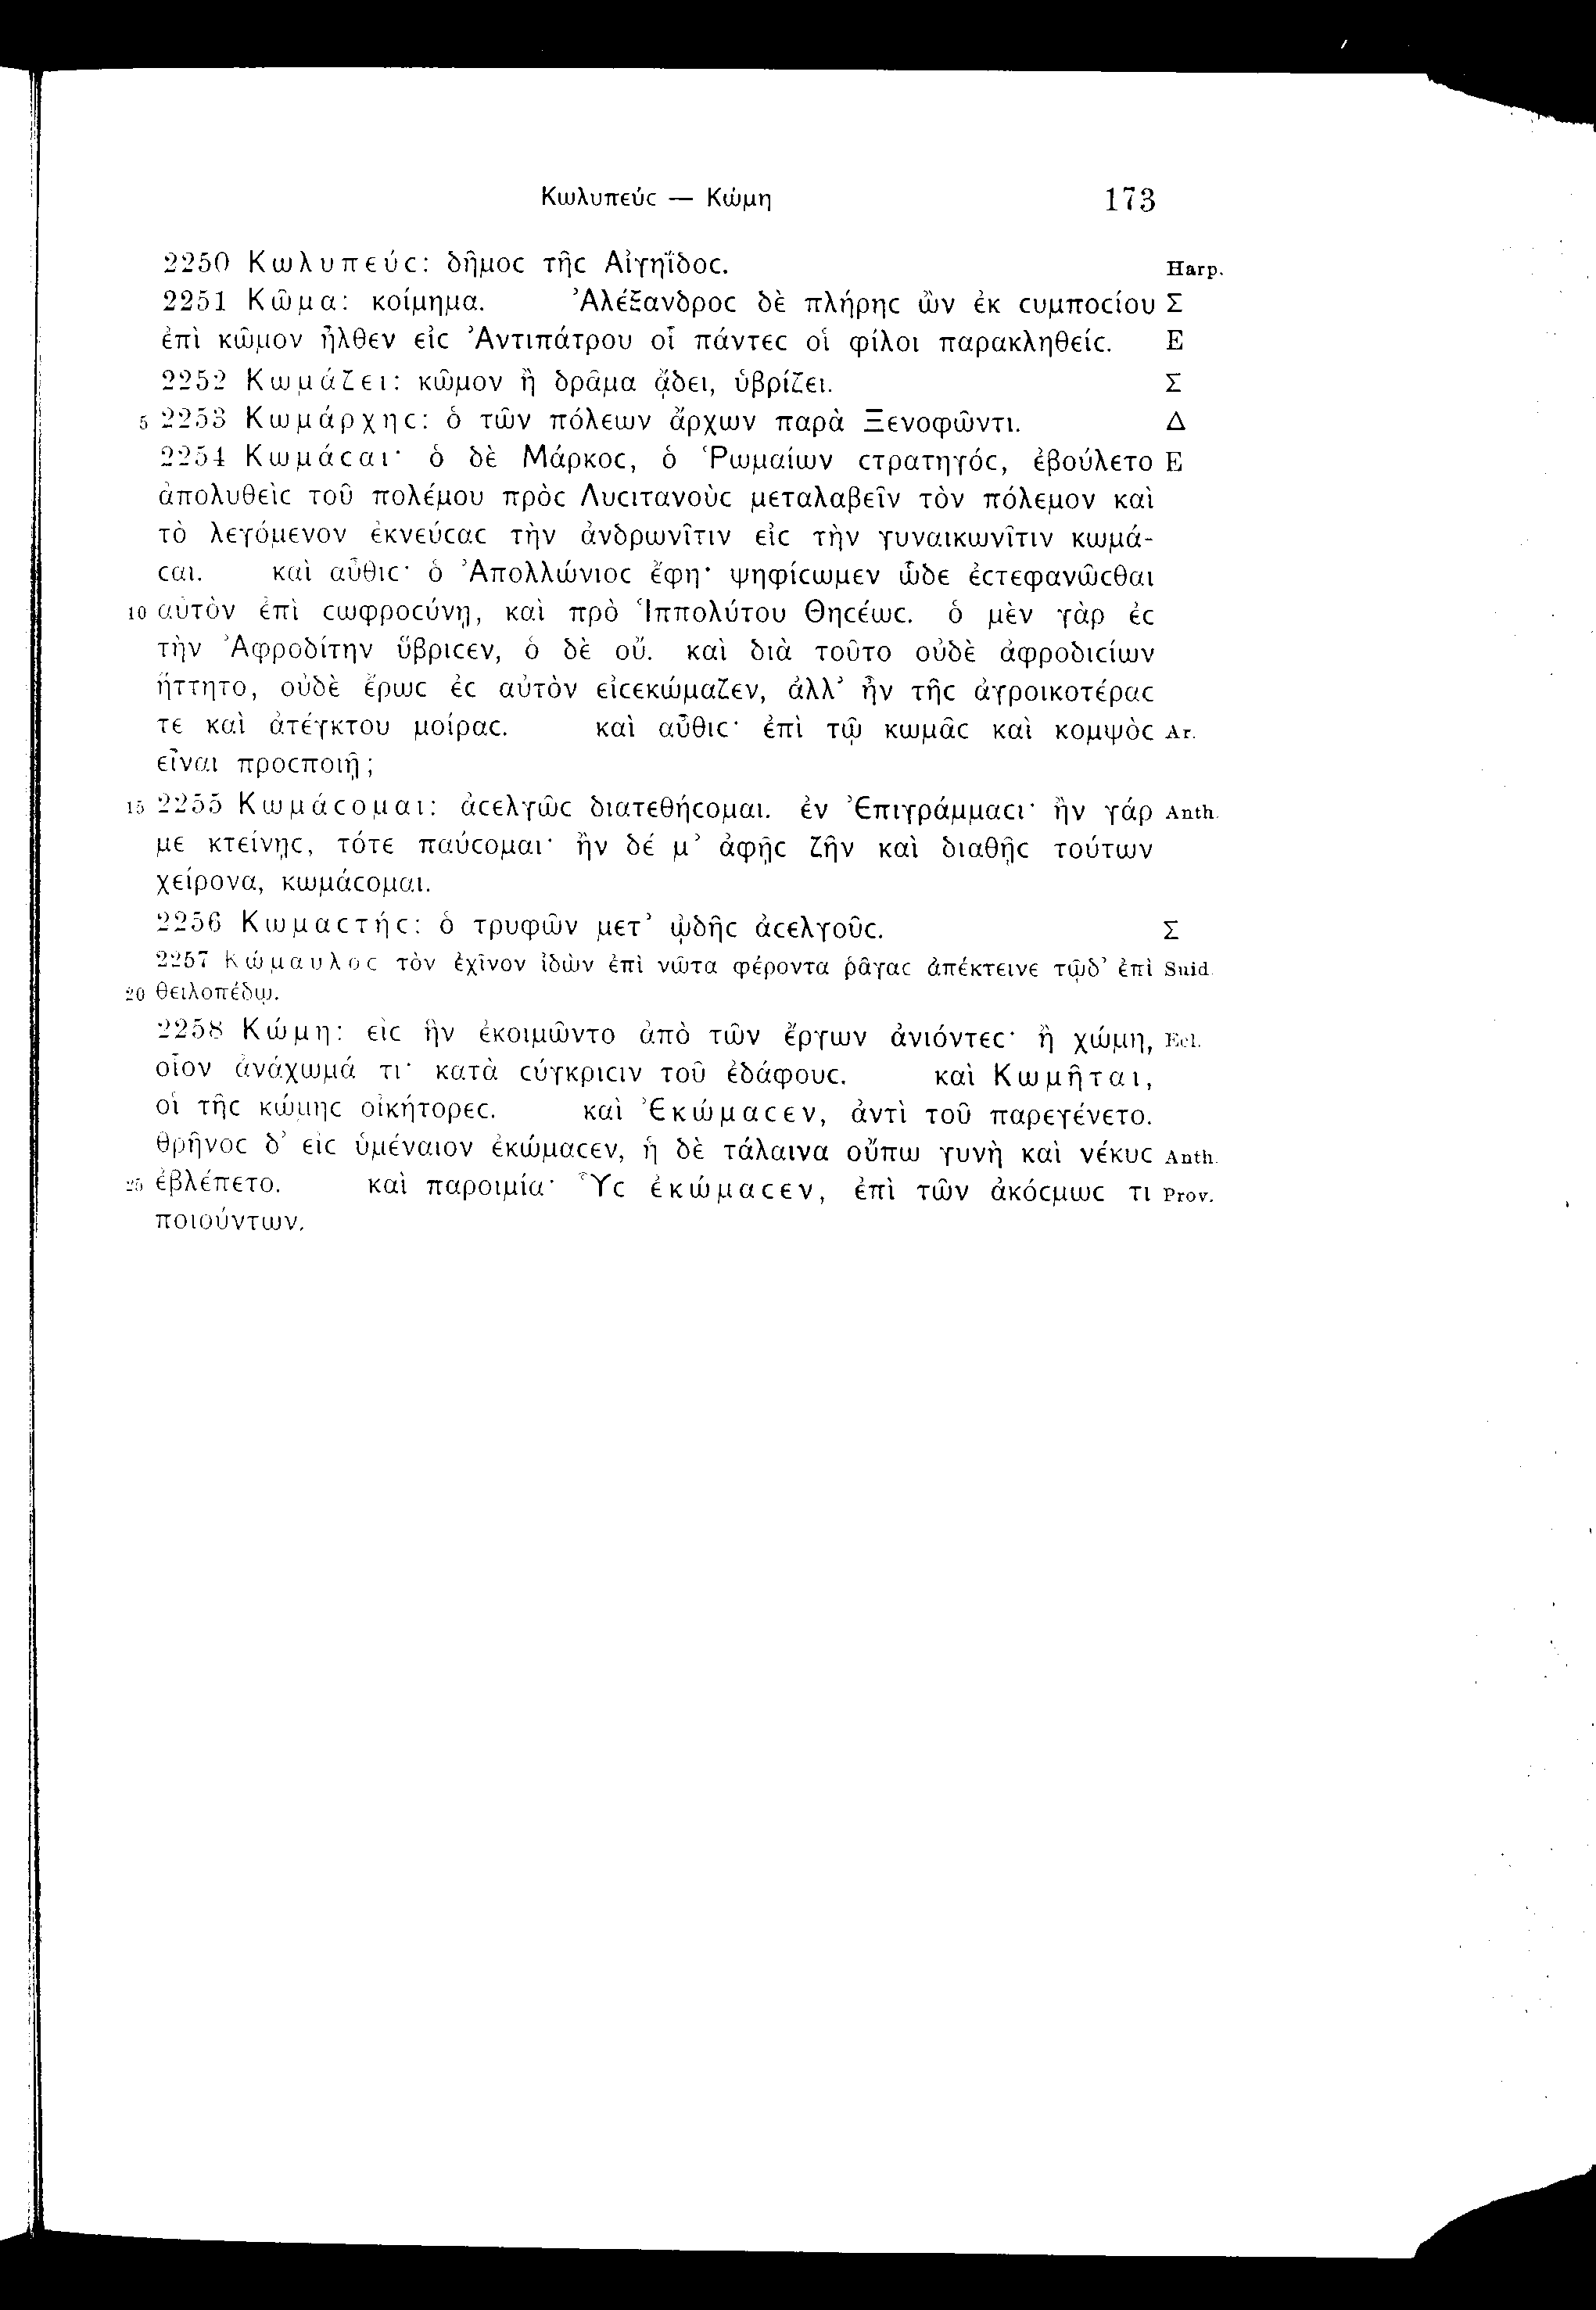 Κωλυπεύϲ — Κώμη 173
2250 Κωλυπεύϲ: δῆμοϲ τῆϲ Αἰγηΐδοϲ. Harp.
2251 Κῶμα: κοίμημα. Ἀλέξανδροϲ δὲ πλήρηϲ ὢν ἐκ ϲυμποϲίου Σ
ἐπὶ κῶμον ἦλθεν εἰϲ Ἀντιπάτρου οἷ πάντεϲ οἱ φίλοι παρακληθείϲ. E
2252 Κωμάζει: κῶμον ἢ δρᾶμα ᾄδει, ὑβρίζει. Σ
5 2253 Κωμάρχηϲ: ὁ τῶν πόλεων ἄρχων παρὰ Ξενοφῶντι. Δ
2254 Κωμάϲαι· ὁ δὲ Μάρκοϲ, ὁ Ῥωμαίων ϲτρατηγόϲ, ἐβούλετο E
ἀπολυθεὶϲ τοῦ πολέμου πρὸϲ Λυϲιτανοὺϲ μεταλαβεῖν τὸν πόλεμον καὶ
τὸ λεγόμενον ἐκνεύϲαϲ τὴν ἀνδρωνῖτιν εἰϲ τὴν γυναικωνῖτιν κωμά-
ϲαι. καὶ αὖθιϲ· ὁ Ἀπολλώνιοϲ ἔφη· ψηφίϲωμεν ὧδε ἐϲτεφανῶϲθαι
10 αὐτὸν ἐπὶ ϲωφροϲύνῃ, καὶ πρὸ Ἱππολύτου Θηϲέωϲ. ὁ μὲν γὰρ ἐϲ
τὴν Ἀφροδίτην ὕβριϲεν, ὁ δὲ οὔ. καὶ διὰ τοῦτο οὐδὲ ἀφροδιϲίων
ἥττητο, οὐδὲ ἔρωϲ ἐϲ αὐτὸν εἰϲεκώμαζεν, ἀλλ’ ἦν τῆϲ ἀγροικοτέραϲ
τε καὶ ἀτέγκτου μοίραϲ. καὶ αὖθιϲ· ἐπὶ τῷ κωμᾶϲ καὶ κομψὸϲ Ar.
εἶναι προϲποιῇ;
15 2255 Κωμάϲομαι: ἀϲελγῶϲ διατεθήϲομαι. ἐν Ἐπιγράμμαϲι· ἢν γάρ Anth.
με κτείνῃϲ, τότε παύϲομαι· ἢν δέ μ’ ἀφῇϲ ζῆν καὶ διαθῇϲ τούτων
χείρονα, κωμάϲομαι.
2256 Κωμαϲτήϲ: ὁ τρυφῶν μετ’ ᾠδῆϲ ἀϲελγοῦϲ. Σ
2257 Κώμαυλοϲ τὸν ἐχῖνον ἰδὼν ἐπὶ νῶτα φέροντα ῥᾶγαϲ ἀπέκτεινε τῷδ’ ἐπὶ Suid.
20 θειλοπέδῳ.
2258 Κώμη: εἰϲ ἣν ἐκοιμῶντο ἀπὸ τῶν ἔργων ἀνιόντεϲ· ἢ χώμη, Ecl.
οἷον ἀνάχωμά τι· κατὰ ϲύγκριϲιν τοῦ ἐδάφουϲ. καὶ Κωμῆται,
οἱ τῆϲ κώμηϲ οἰκήτορεϲ. καὶ Ἐκώμαϲεν, ἀντὶ τοῦ παρεγένετο.
θρῆνοϲ δ’ εἰϲ ὑμέναιον ἐκώμαϲεν, ἡ δὲ τάλαινα οὔπω γυνὴ καὶ νέκυϲ Anth.
25 ἐβλέπετο. καὶ παροιμία· Ὗϲ ἐκώμαϲεν, ἐπὶ τῶν ἀκόϲμωϲ τι Prov.
ποιούντων.